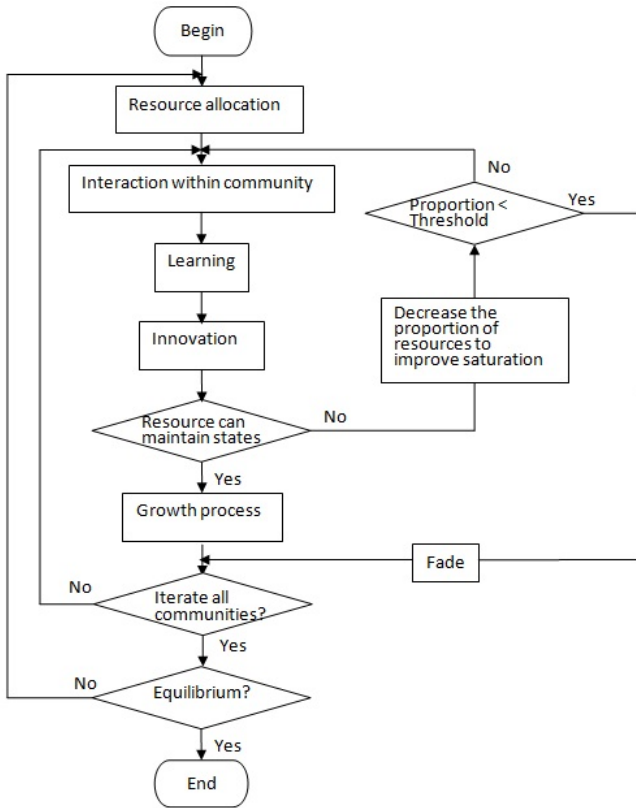 Begin
Resource allocation
No
Interaction within community
Proportion <
Threshold
Yes
Learning
Decrease the
proportion of
resources to
improve saturation
Innovation
Resource can
maintain states
No
Yes
Growth process
Fade
No
Iterate all
communities?
Yes
No
Equilibrium?
Yes
End